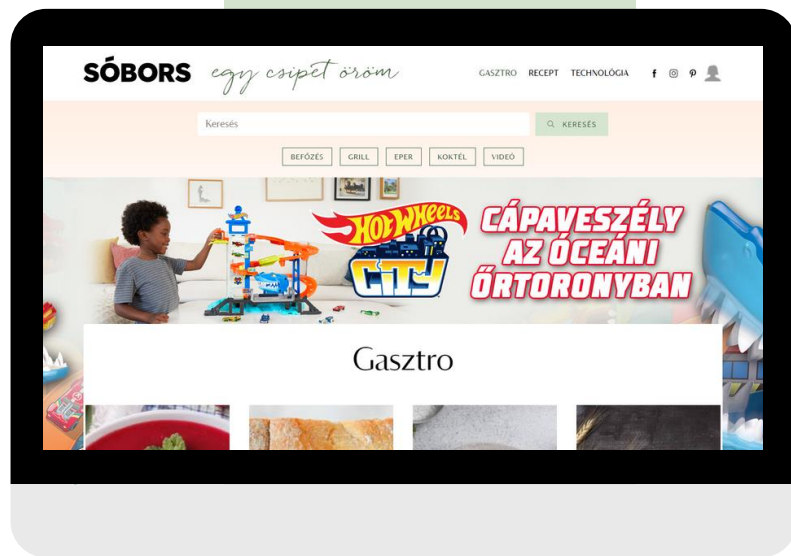 SÓBORS egy csipet öröm
GASZTRO RECEPT TECHNOLÓGIA
Keresés
KERESÉS
BEFŐZÉS GRILL EPER KOKTÉL VIDEÓ
HOT WHEELS
CITY
CÁPAVESZÉLY
AZ ÓCEÁNI
ŐRTORONYBAN
Gasztro